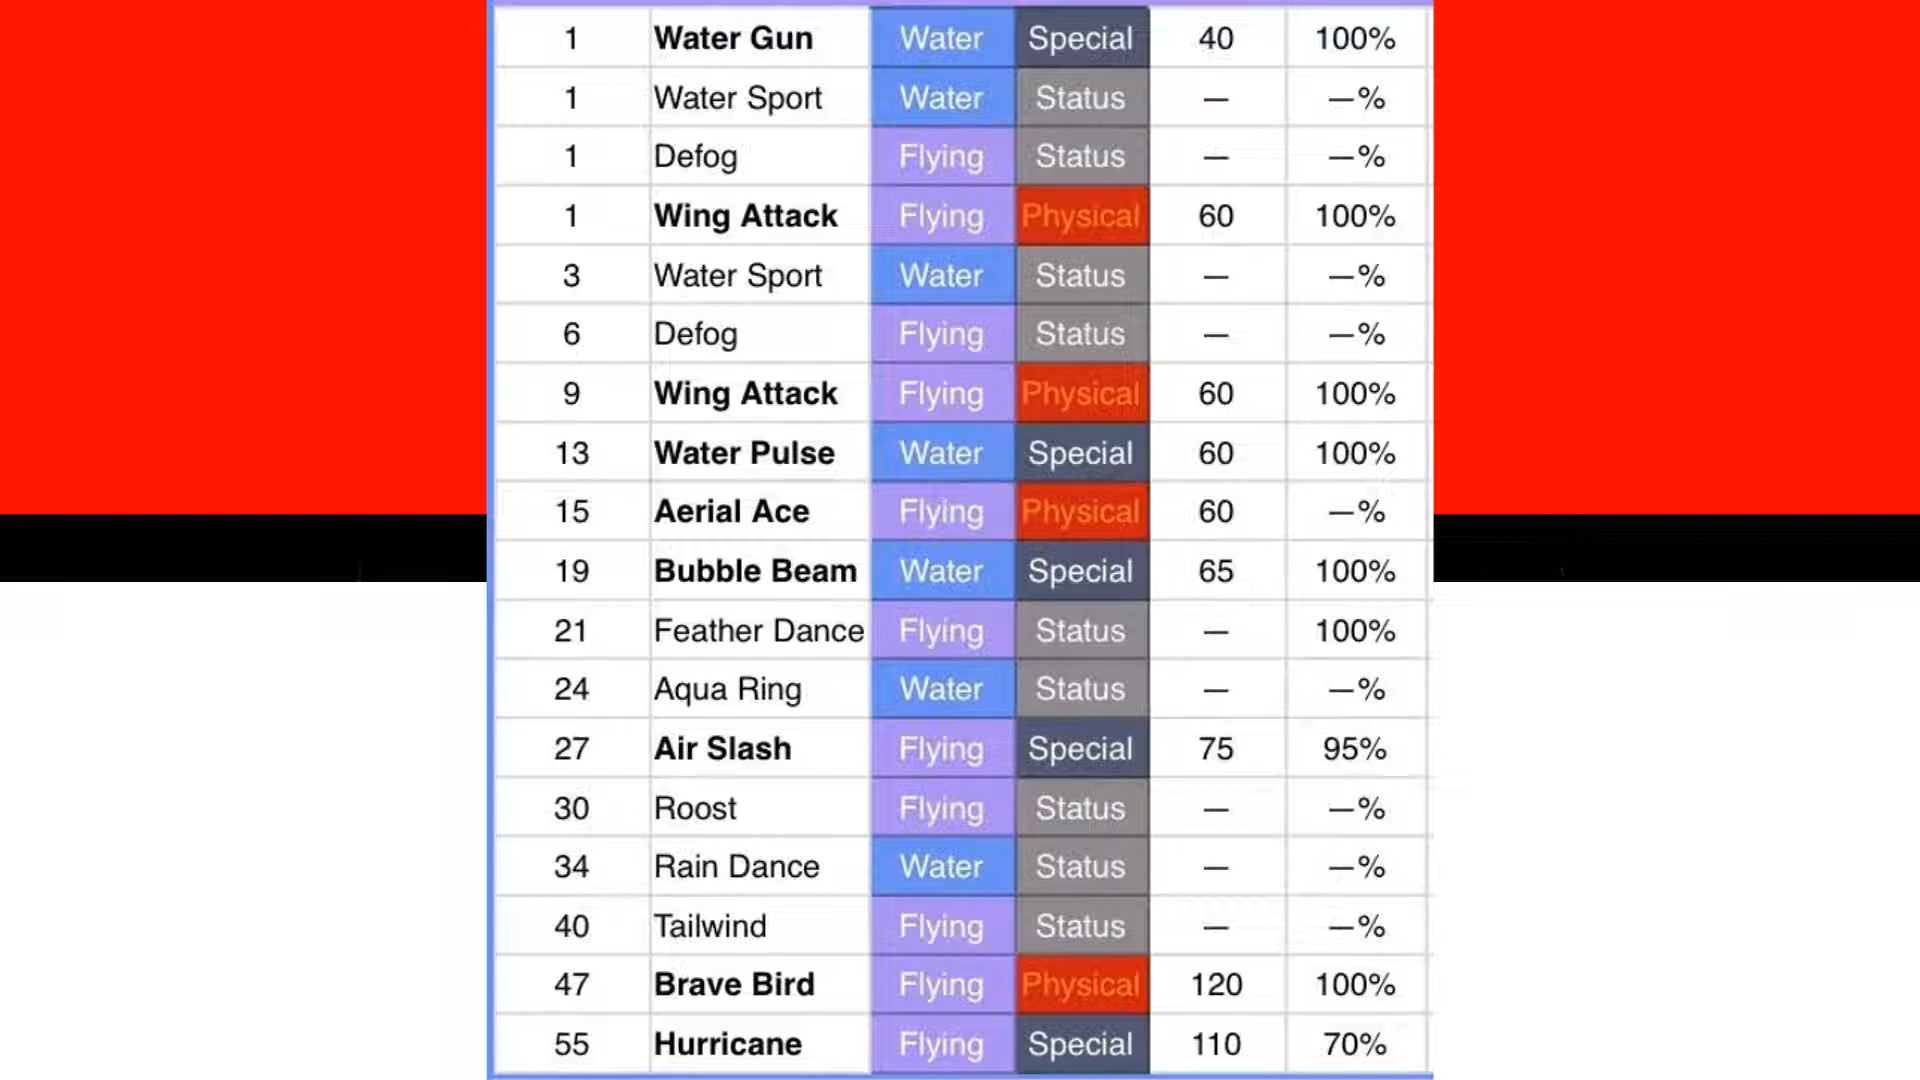 1 Water Gun Water Special 40 100%
1 Water Sport Water Status — —%
1 Defog Flying Status — —%
1 Wing Attack Flying Physical 60 100%
3 Water Sport Water Status — —%
6 Defog Flying Status — —%
9 Wing Attack Flying Physical 60 100%
13 Water Pulse Water Special 60 100%
15 Aerial Ace Flying Physical 60 —%
19 Bubble Beam Water Special 65 100%
21 Feather Dance Flying Status — 100%
24 Aqua Ring Water Status — —%
27 Air Slash Flying Special 75 95%
30 Roost Flying Status — —%
34 Rain Dance Water Status — —%
40 Tailwind Flying Status — —%
47 Brave Bird Flying Physical 120 100%
55 Hurricane Flying Special 110 70%